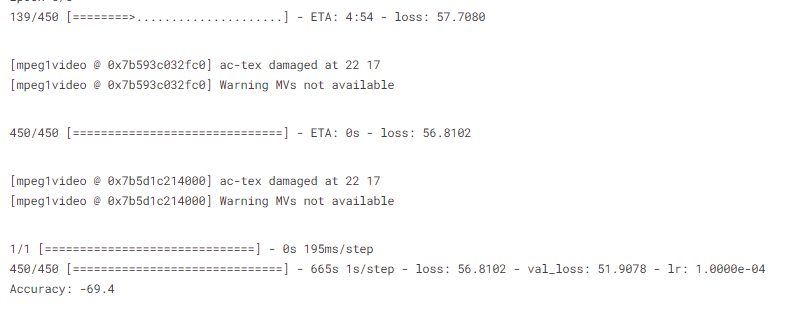 139/450 [========>.....................] - ETA: 4:54 - loss: 57.7080
[mpeg1video @ 0x7b593c032fc0] ac-tex damaged at 22 17
[mpeg1video @ 0x7b593c032fc0] Warning MVs not available
450/450 [==============================] - ETA: 0s - loss: 56.8102
[mpeg1video @ 0x7b5d1c214000] ac-tex damaged at 22 17
[mpeg1video @ 0x7b5d1c214000] Warning MVs not available
1/1 [==============================] - 0s 195ms/step
450/450 [==============================] - 665s 1s/step - loss: 56.8102 - val_loss: 51.9078 - lr: 1.0000e-04
Accuracy: -69.4